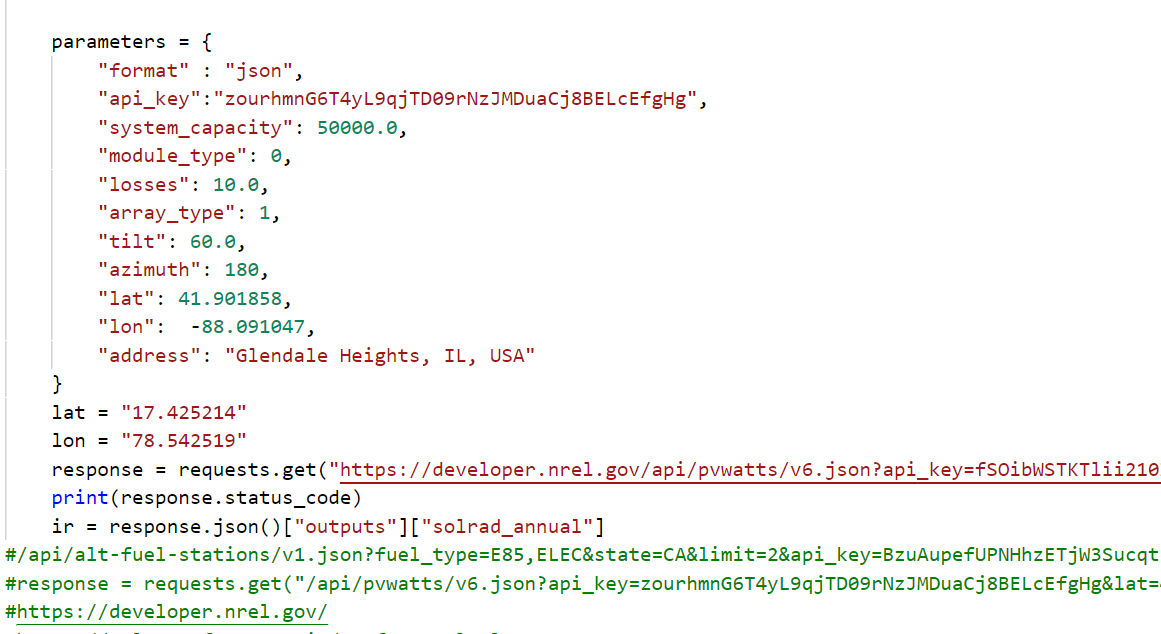 parameters = {
"format" : "json",
"api_key":"zourhmnG6T4yL9qjTD09rNzJMDuaCj8BELcEfgHg",
"system_capacity": 50000.0,
"module_type": 0,
"losses": 10.0,
"array_type": 1,
"tilt": 60.0,
"azimuth": 180,
"lat": 41.901858,
"lon":  -88.091047,
"address": "Glendale Heights, IL, USA"
}
lat = "17.425214"
lon = "78.542519"
response = requests.get("https://developer.nrel.gov/api/pvwatts/v6.json?api_key=fSOibWSTKTlii210
print(response.status_code)
ir = response.json()["outputs"]["solrad_annual"]
#/api/alt-fuel-stations/v1.json?fuel_type=E85,ELEC&state=CA&limit=2&api_key=BzuAupefUPNHhzETjW3Sucqt
#response = requests.get("/api/pvwatts/v6.json?api_key=zourhmnG6T4yL9qjTD09rNzJMDuaCj8BELcEfgHg&lat=
#https://developer.nrel.gov/